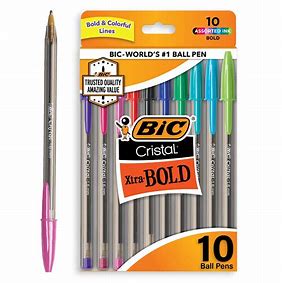 Bold & Colorful
Lines
10
ASSORTED INK
BOLD
BIC-WORLD'S #1 BALL PEN
BIC
TRUSTED QUALITY
AMAZING VALUE
BiC
Cristal
Xtra-BOLD
10
Ball Pens